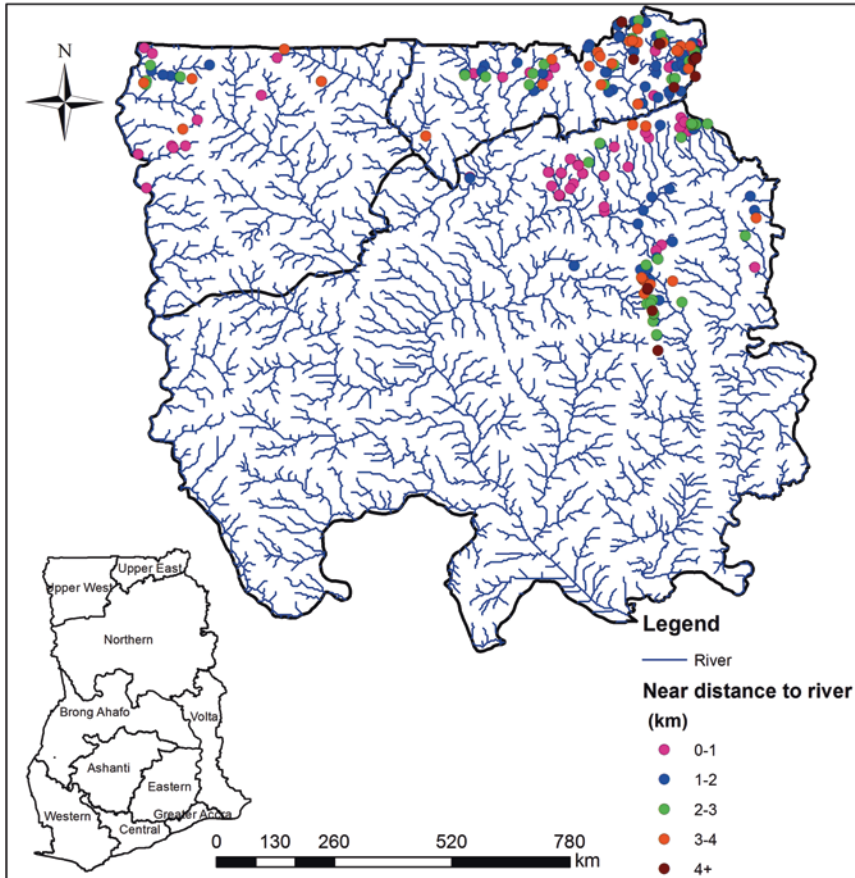 N
Upper East
Upper West
Northern
Brong Ahafo
Volta
Ashanti
Eastern
Western
Greater Accra
Central
Legend
River
Near distance to river
(km)
0-1
1-2
2-3
3-4
4+
0 130 260 520 780
km